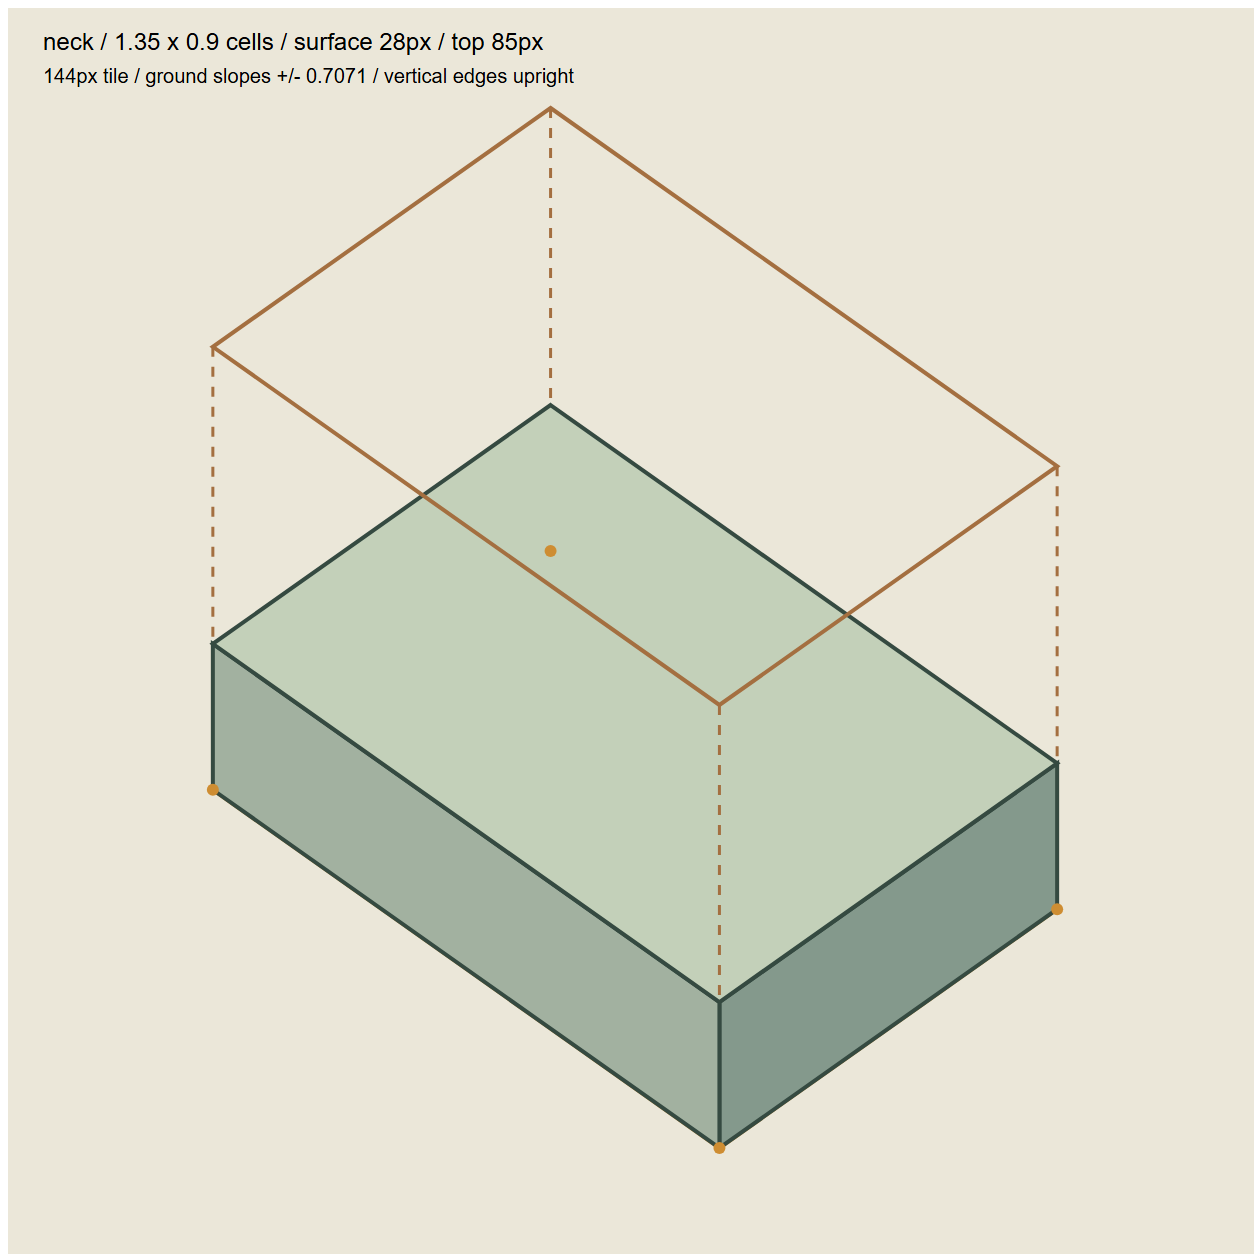 neck / 1.35 x 0.9 cells / surface 28px / top 85px
144px tile / ground slopes +/- 0.7071 / vertical edges upright